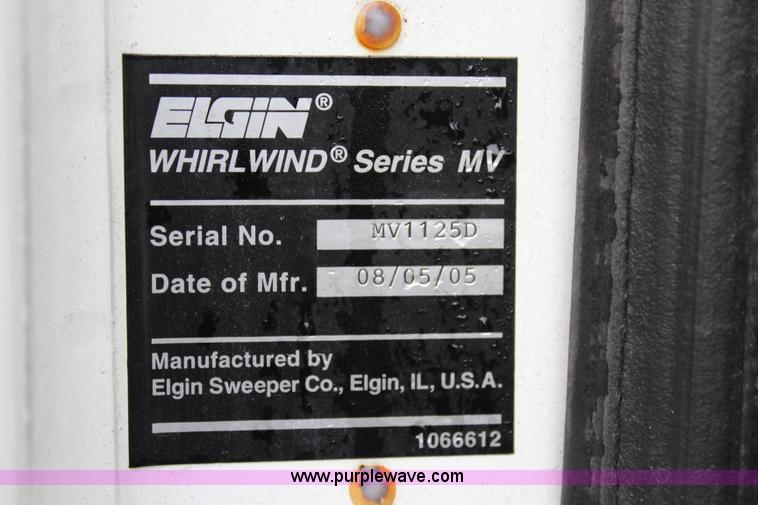 ELGIN®
WHIRLWIND® Series MV
Serial No. MV1125D
Date of Mfr. 08/05/05
Manufactured by
Elgin Sweeper Co., Elgin, IL, U.S.A.
1066612
www.purplewave.com